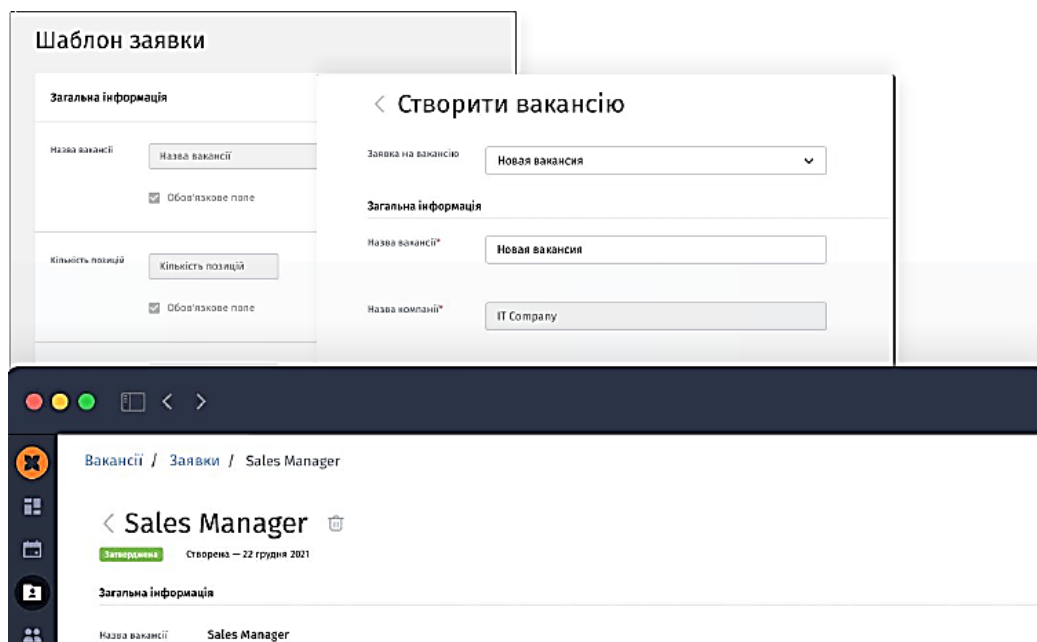 Шаблон заявки
Загальна інформація
Назва вакансії
Назва вакансії
Обов'язкове поле
Кількість позицій
Кількість позицій
Обов'язкове поле
Створити вакансію
Заявка на вакансію
Новая вакансия
Загальна інформація
Назва вакансії*
Новая вакансия
Назва компанії*
IT Company
Вакансії / Заявки / Sales Manager
Sales Manager
Затверджена Створена — 22 грудня 2021
Загальна інформація
Назва вакансії Sales Manager